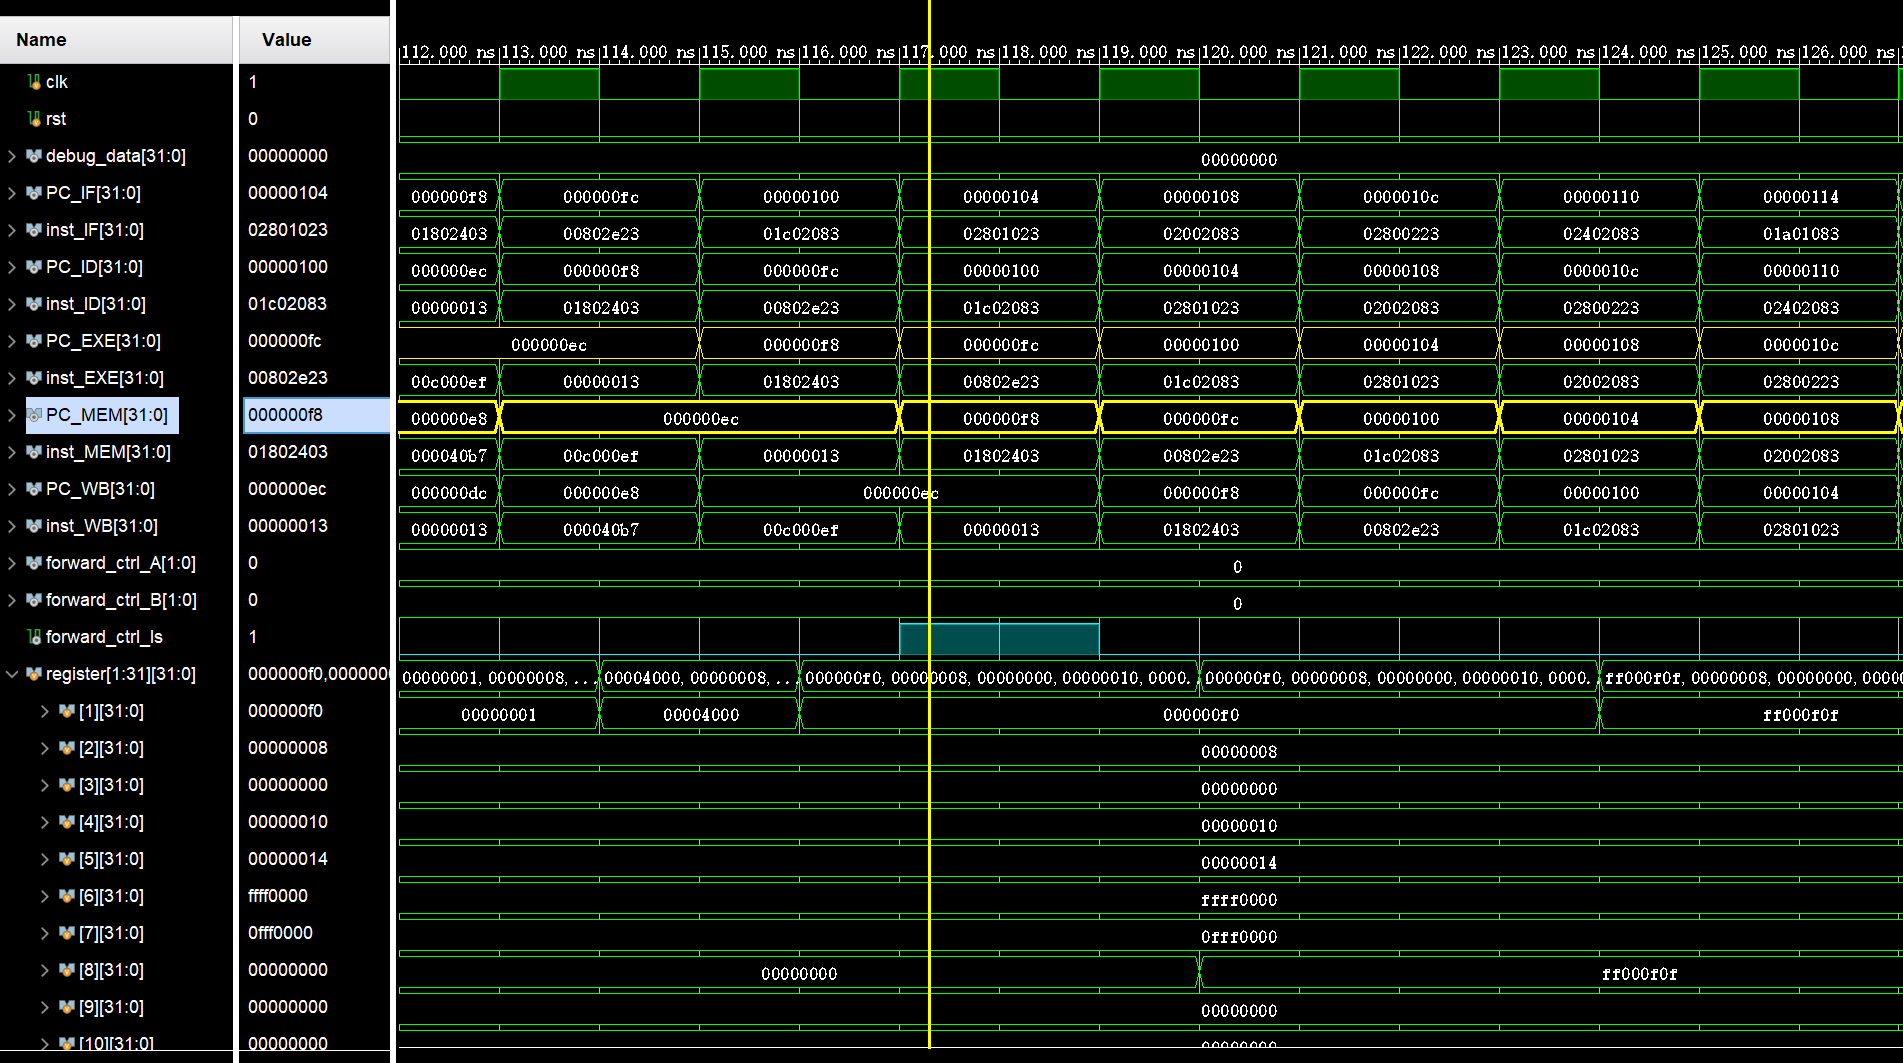 Name Value 112.000 ns 113.000 ns 114.000 ns 115.000 ns 116.000 ns 117.000 ns 118.000 ns 119.000 ns 120.000 ns 121.000 ns 122.000 ns 123.000 ns 124.000 ns 125.000 ns 126.000 ns
clk 1
rst 0
debug_data[31:0] 00000000 00000000
PC_IF[31:0] 00000104 000000f8 000000fc 00000100 00000104 00000108 0000010c 00000110 00000114
inst_IF[31:0] 02801023 01802403 00802e23 01c02083 02801023 02002083 02800223 02402083 01a01083
PC_ID[31:0] 00000100 000000ec 000000f8 000000fc 00000100 00000104 00000108 0000010c 00000110
inst_ID[31:0] 01c02083 00000013 01802403 00802e23 01c02083 02801023 02002083 02800223 02402083
PC_EXE[31:0] 000000fc 000000ec 000000f8 000000fc 00000100 00000104 00000108 0000010c
inst_EXE[31:0] 00802e23 00c000ef 00000013 01802403 00802e23 01c02083 02801023 02002083 02800223
PC_MEM[31:0] 000000f8 000000e8 000000ec 000000f8 000000fc 00000100 00000104 00000108
inst_MEM[31:0] 01802403 000040b7 00c000ef 00000013 01802403 00802e23 01c02083 02801023 02002083
PC_WB[31:0] 000000ec 000000dc 000000e8 000000ec 000000f8 000000fc 00000100 00000104
inst_WB[31:0] 00000013 00000013 000040b7 00c000ef 00000013 01802403 00802e23 01c02083 02801023
forward_ctrl_A[1:0] 0 0
forward_ctrl_B[1:0] 0 0
forward_ctrl_ls 1
register[1:31][31:0] 000000f0,0000000 00000001,00000008,... 00004000,00000008,... 000000f0,00000008,00000000,00000010,0000. 000000f0,00000008,00000000,00000010,0000. ff000f0f,00000008,00000000,00000
[1][31:0] 000000f0 00000001 00004000 000000f0 ff000f0f
[2][31:0] 00000008 00000008
[3][31:0] 00000000 00000000
[4][31:0] 00000010 00000010
[5][31:0] 00000014 00000014
[6][31:0] ffff0000 ffff0000
[7][31:0] 0fff0000 0fff0000
[8][31:0] 00000000 00000000 ff000f0f
[9][31:0] 00000000 00000000
[10][31:0] 00000000 00000000